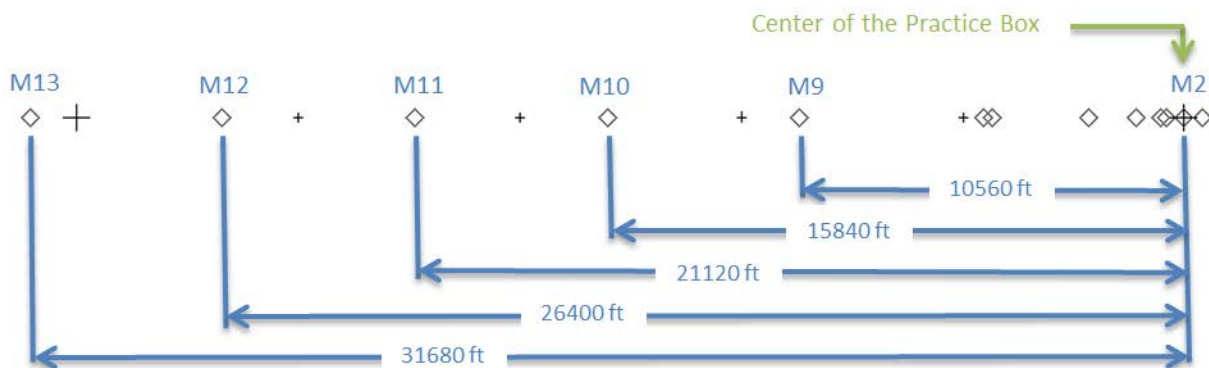 Center of the Practice Box
M13
M12
M11
M10
M9
M2
10560 ft
15840 ft
21120 ft
26400 ft
31680 ft